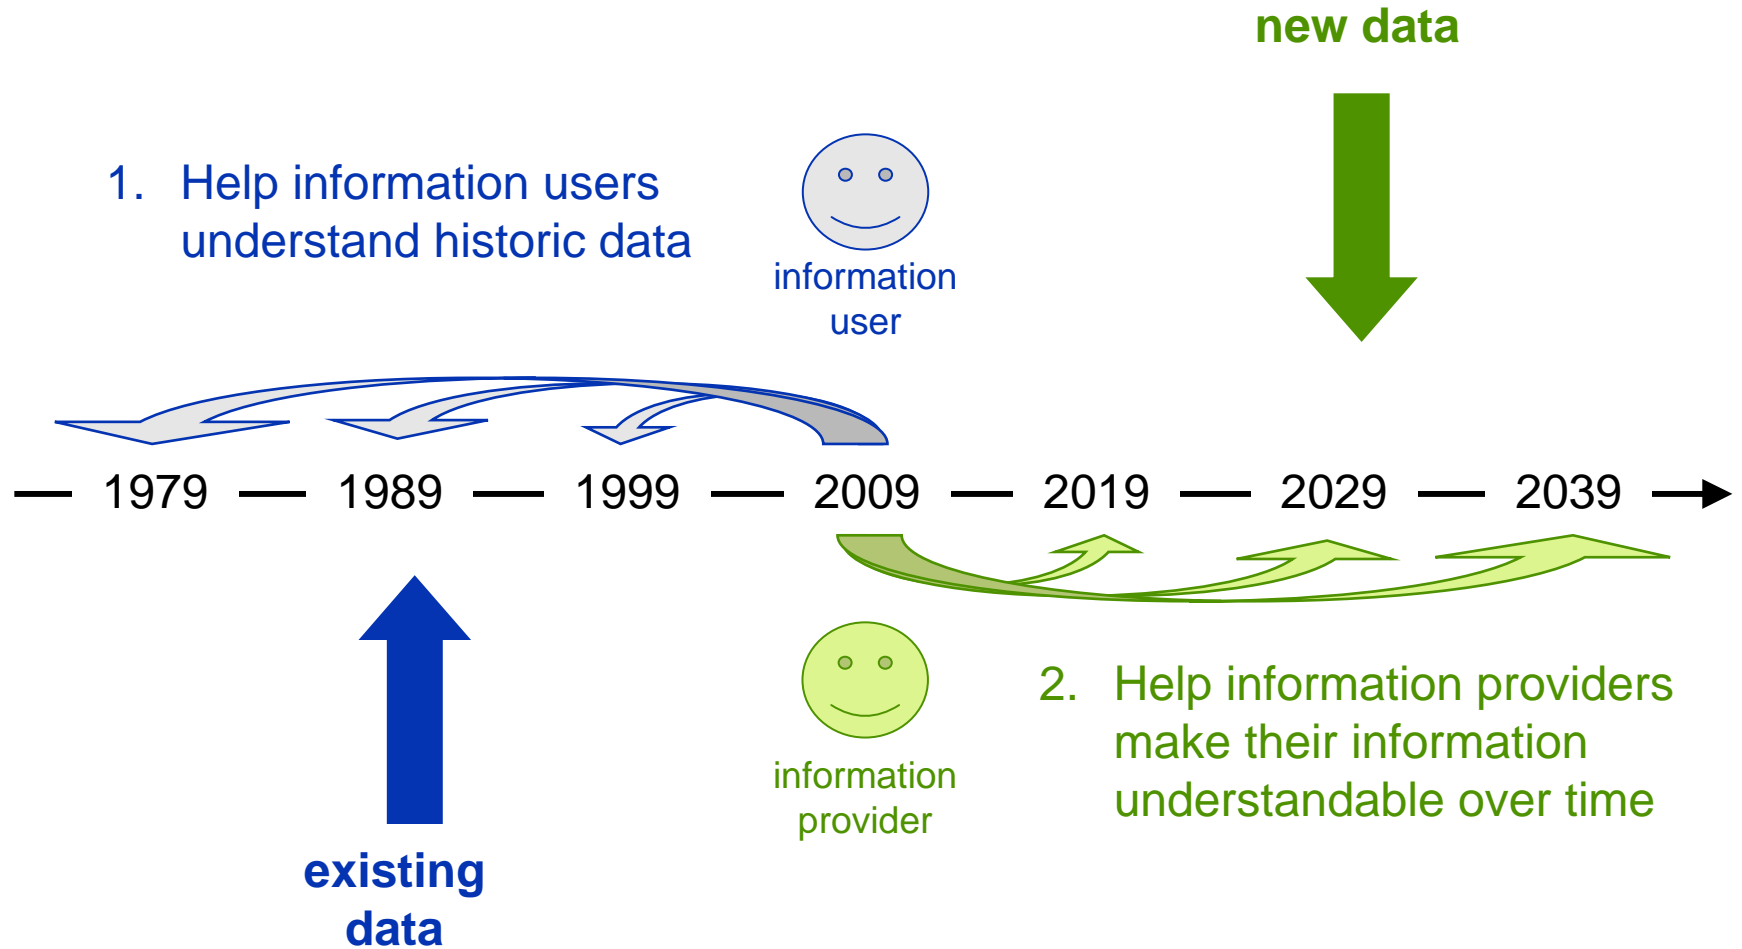 new data
1. Help information users
understand historic data
information
user
1979 1989 1999 2009 2019 2029 2039
information
provider
2. Help information providers
make their information
understandable over time
existing
data